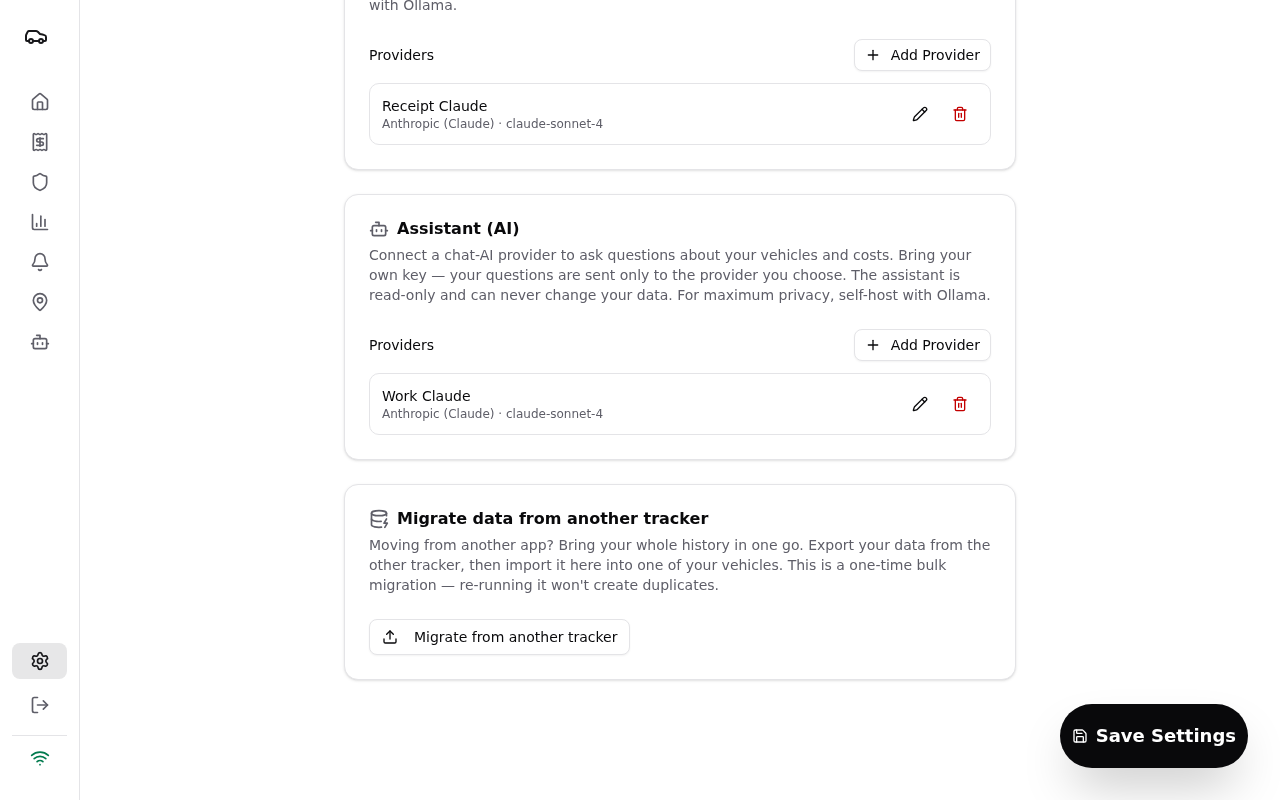 with Ollama.
Providers
Add Provider
Receipt Claude
Anthropic (Claude) · claude-sonnet-4
Assistant (AI)
Connect a chat-AI provider to ask questions about your vehicles and costs. Bring your
own key — your questions are sent only to the provider you choose. The assistant is
read-only and can never change your data. For maximum privacy, self-host with Ollama.
Providers
Add Provider
Work Claude
Anthropic (Claude) · claude-sonnet-4
Migrate data from another tracker
Moving from another app? Bring your whole history in one go. Export your data from the
other tracker, then import it here into one of your vehicles. This is a one-time bulk
migration — re-running it won't create duplicates.
Migrate from another tracker
Save Settings